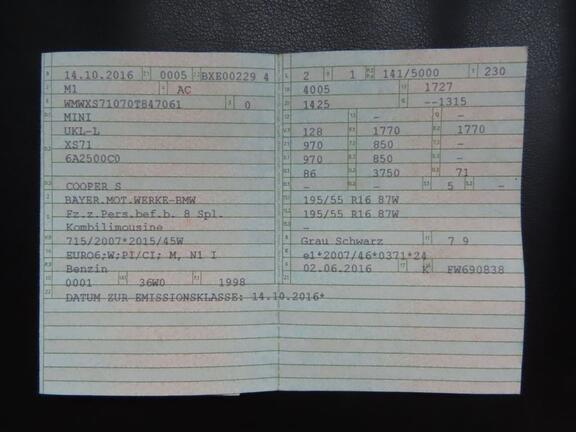 14.10.2016 0005 BXE00229 4
M1 AC
WMWXS71070T847061 0
MINI
UKL-L
XS71
6A2500C0
COOPER S
BAYER.MOT.WERKE-BMW
Fz.z.Pers.bef.b. 8 Spl.
Kombilimousine
715/2007*2015/45W
EURO6;W;PI/CI; M, N1 I
Benzin
0001 36W0 1998
DATUM ZUR EMISSIONSKLASSE: 14.10.2016*
2 1 141/5000 230
4005 1727
1425 --1315
- -
128 1770 1770
970 850 -
970 850 -
86 3750 71
- - 5 -
195/55 R16 87W
195/55 R16 87W
-
Grau Schwarz 7 9
e1*2007/46*0371*24
02.06.2016 K FW690838